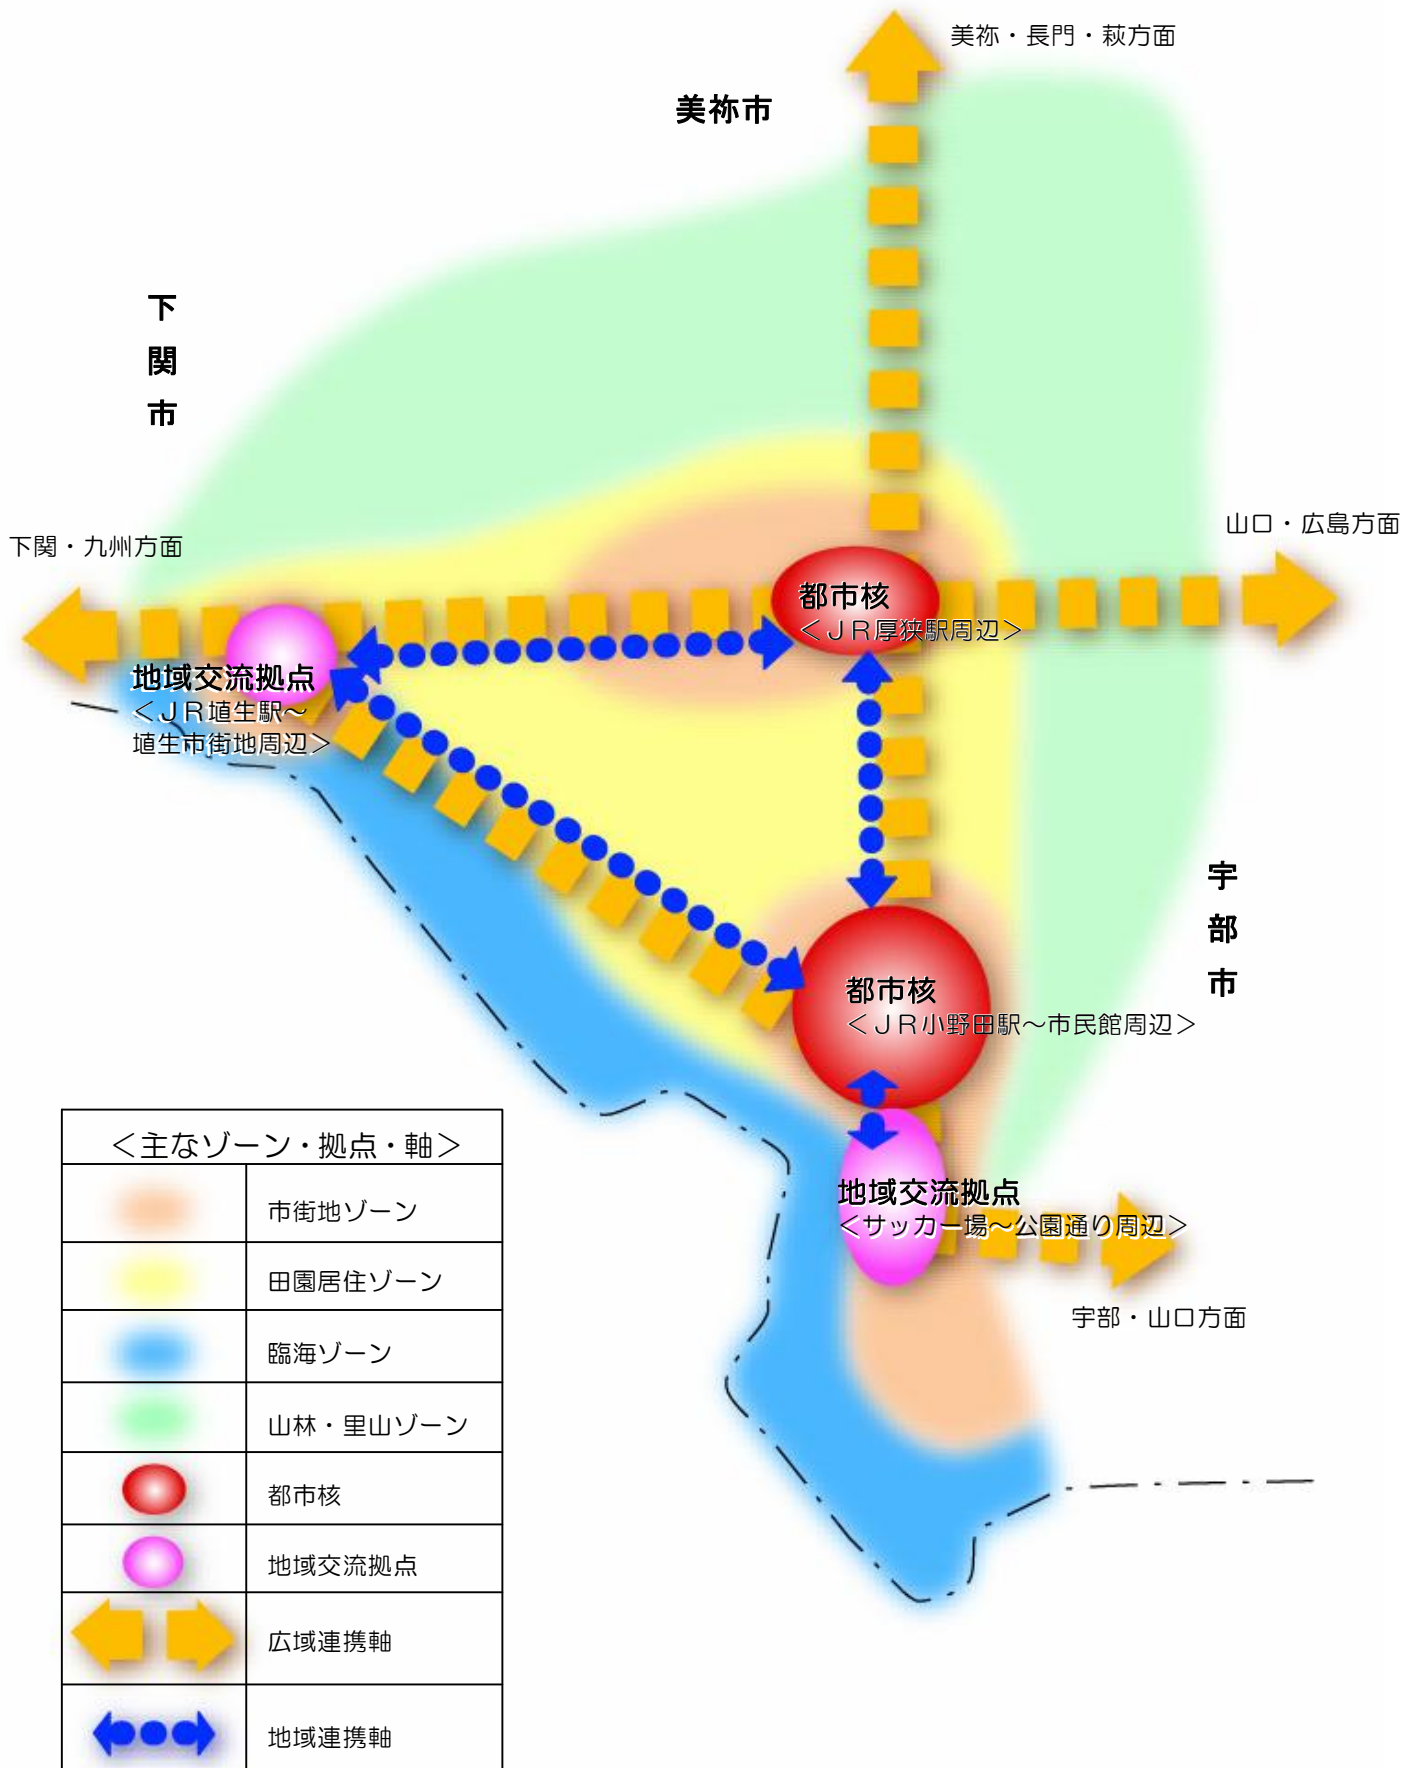 美祢・長門・萩方面
美祢市
下関市
山口・広島方面
下関・九州方面
都市核
＜ＪＲ厚狭駅周辺＞
地域交流拠点
＜ＪＲ埴生駅～
埴生市街地周辺＞
宇部市
都市核
＜ＪＲ小野田駅～市民館周辺＞
地域交流拠点
＜サッカー場～公園通り周辺＞
宇部・山口方面
＜主なゾーン・拠点・軸＞
市街地ゾーン
田園居住ゾーン
臨海ゾーン
山林・里山ゾーン
都市核
地域交流拠点
広域連携軸
地域連携軸